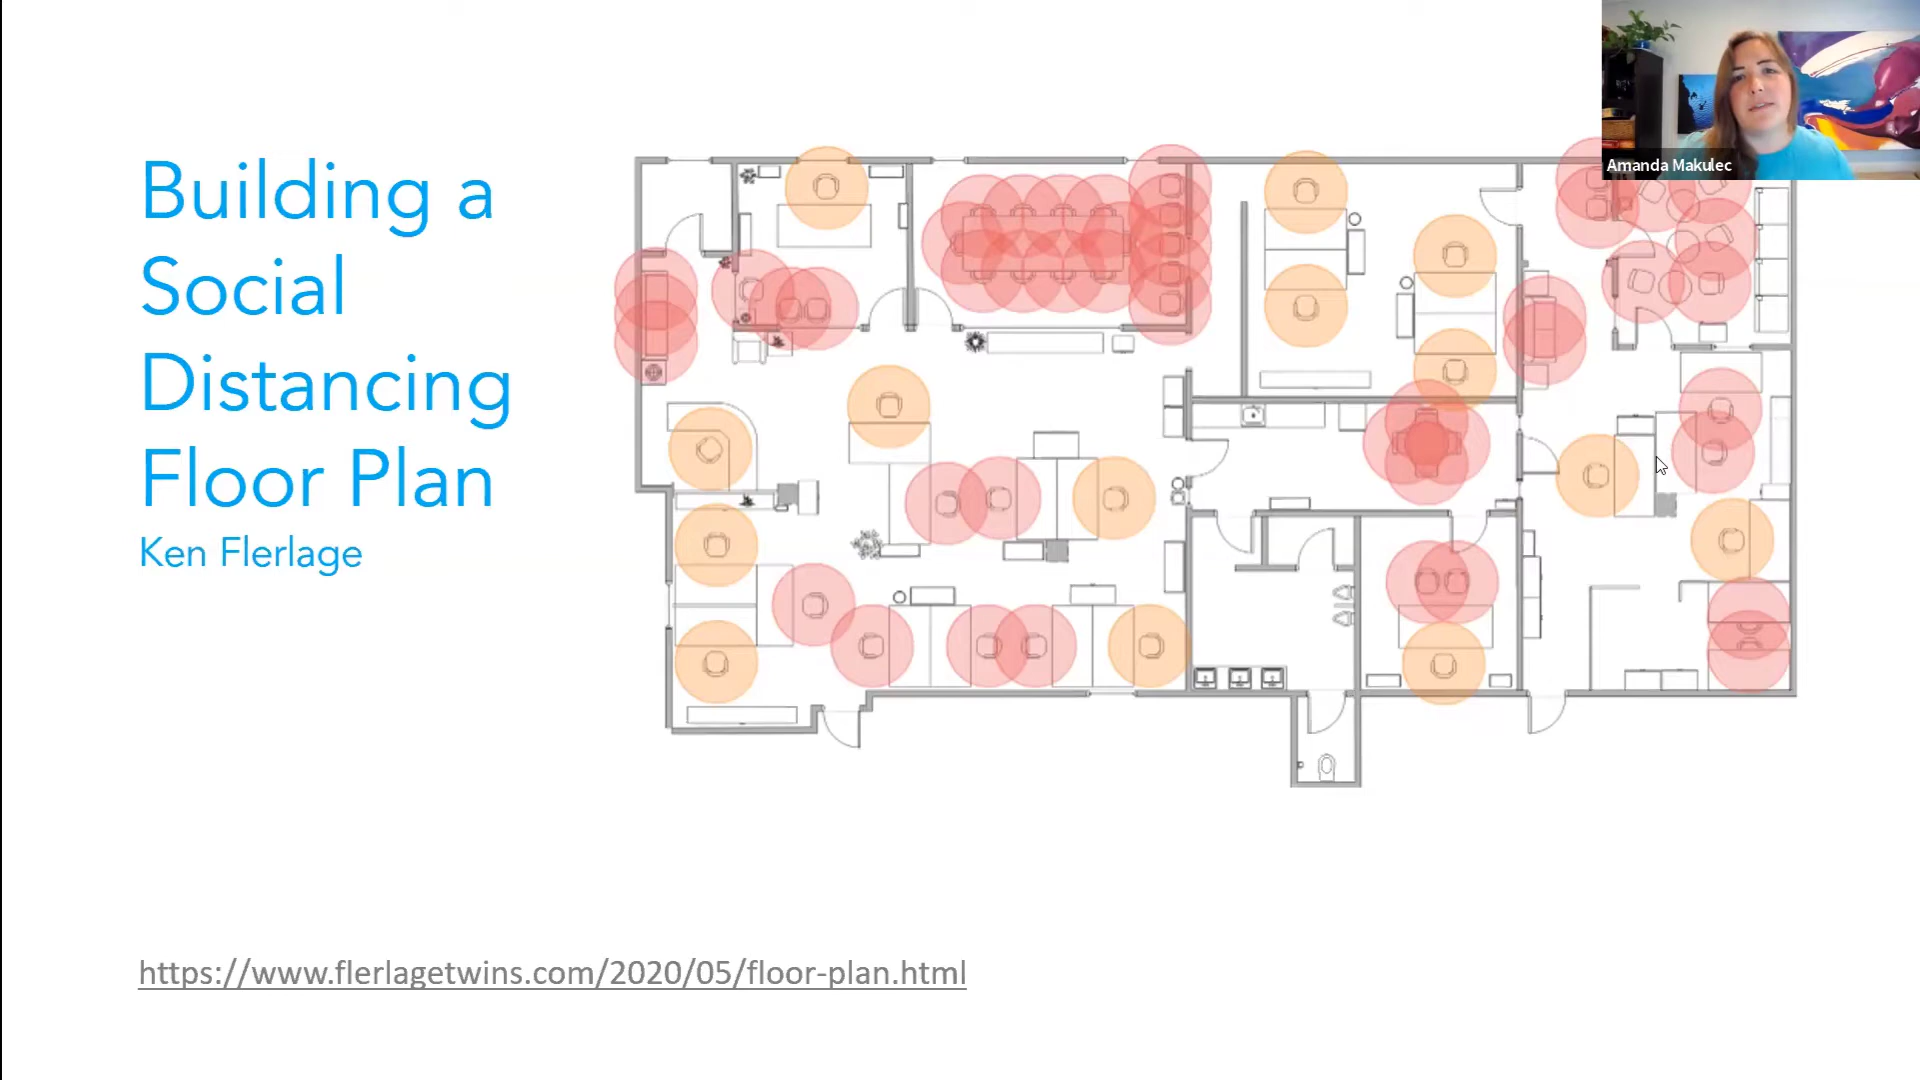 Amanda Makulec
Building a
Social
Distancing
Floor Plan
Ken Flerlage
https://www.flerlagetwins.com/2020/05/floor-plan.html